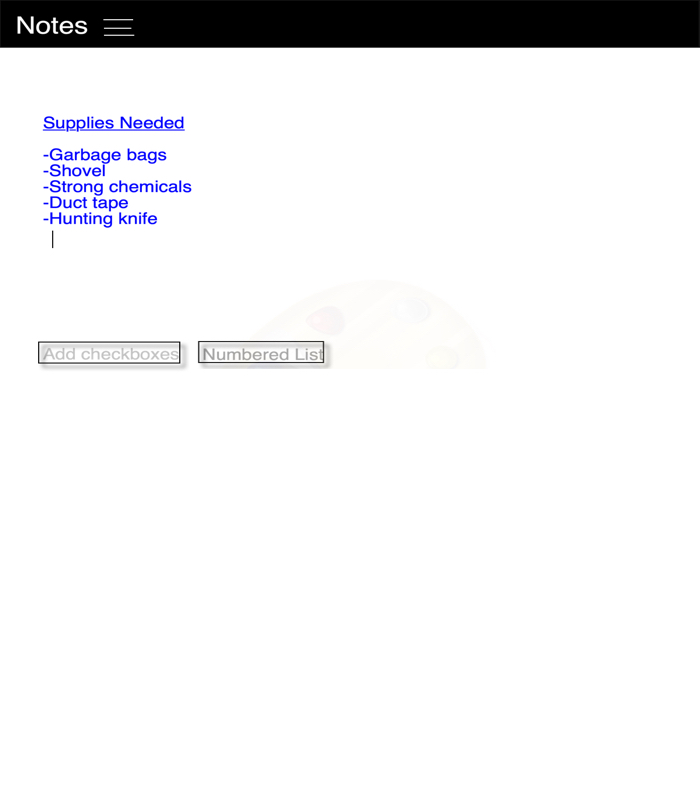 Notes
Supplies Needed
-Garbage bags
-Shovel
-Strong chemicals
-Duct tape
-Hunting knife
Add checkboxes
Numbered List